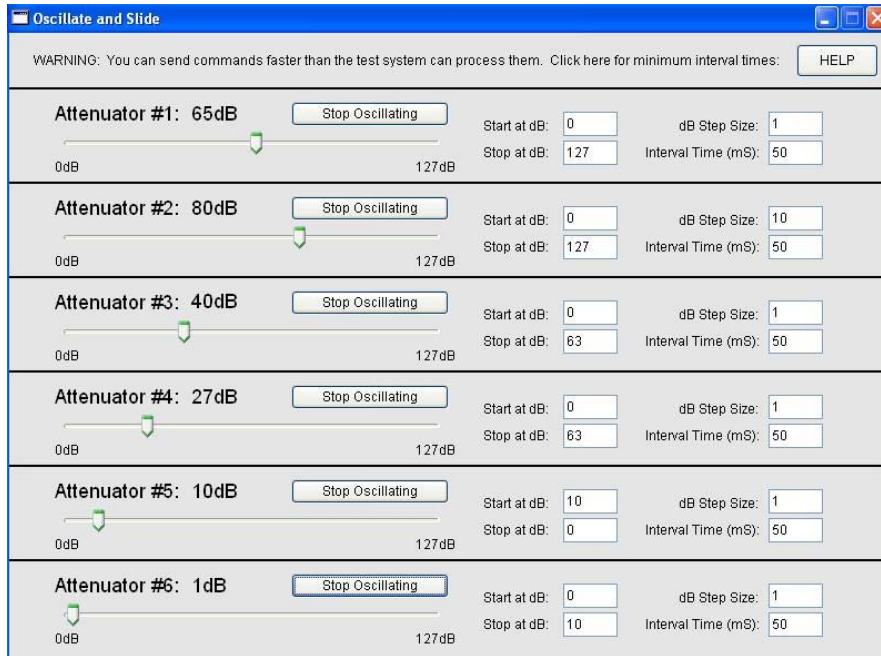 Oscillate and Slide
WARNING: You can send commands faster than the test system can process them. Click here for minimum interval times:
HELP
Attenuator #1: 65dB
Stop Oscillating
0dB
127dB
Start at dB: 0
dB Step Size: 1
Stop at dB: 127
Interval Time (mS): 50
Attenuator #2: 80dB
Stop Oscillating
0dB
127dB
Start at dB: 0
dB Step Size: 10
Stop at dB: 127
Interval Time (mS): 50
Attenuator #3: 40dB
Stop Oscillating
0dB
127dB
Start at dB: 0
dB Step Size: 1
Stop at dB: 63
Interval Time (mS): 50
Attenuator #4: 27dB
Stop Oscillating
0dB
127dB
Start at dB: 0
dB Step Size: 1
Stop at dB: 63
Interval Time (mS): 50
Attenuator #5: 10dB
Stop Oscillating
0dB
127dB
Start at dB: 10
dB Step Size: 1
Stop at dB: 0
Interval Time (mS): 50
Attenuator #6: 1dB
Stop Oscillating
0dB
127dB
Start at dB: 0
dB Step Size: 1
Stop at dB: 10
Interval Time (mS): 50